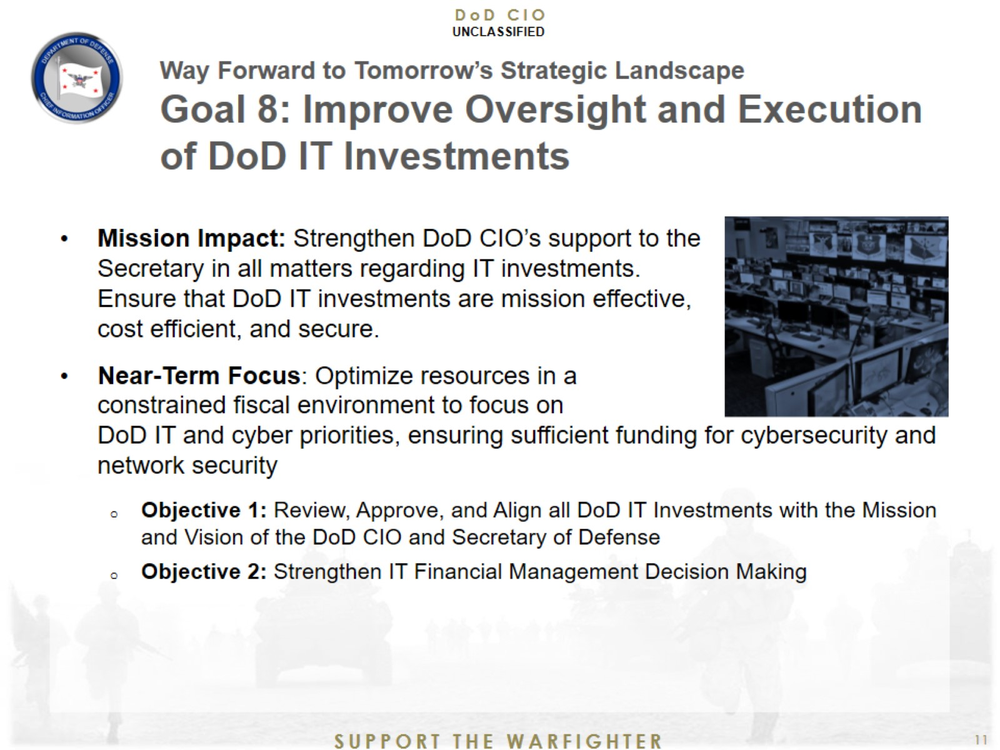 DoD CIO
UNCLASSIFIED
DEPARTMENT OF DEFENSE
CHIEF INFORMATION OFFICER
Way Forward to Tomorrow’s Strategic Landscape
Goal 8: Improve Oversight and Execution
of DoD IT Investments
• Mission Impact: Strengthen DoD CIO’s support to the
Secretary in all matters regarding IT investments.
Ensure that DoD IT investments are mission effective,
cost efficient, and secure.
• Near-Term Focus: Optimize resources in a
constrained fiscal environment to focus on
DoD IT and cyber priorities, ensuring sufficient funding for cybersecurity and
network security
o Objective 1: Review, Approve, and Align all DoD IT Investments with the Mission
and Vision of the DoD CIO and Secretary of Defense
o Objective 2: Strengthen IT Financial Management Decision Making
SUPPORT THE WARFIGHTER
11